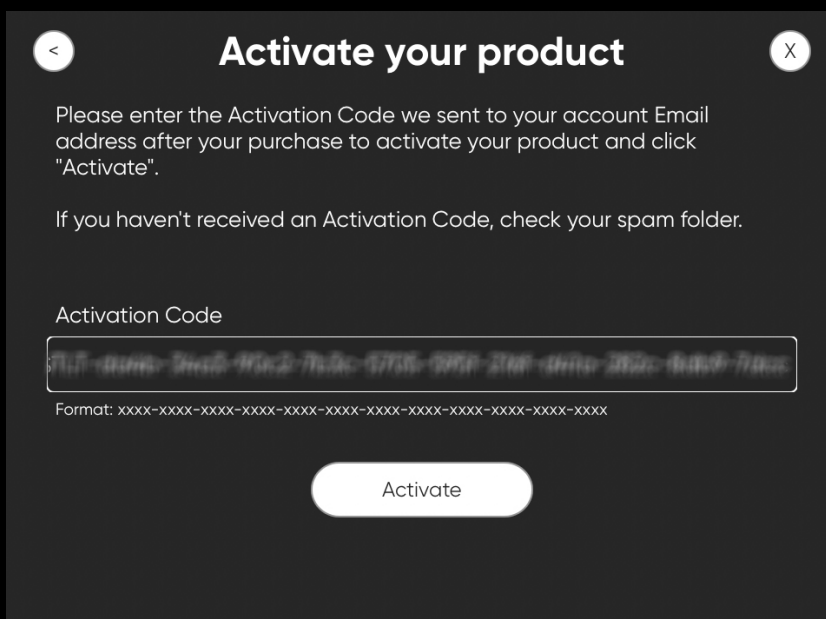 <
Activate your product
X
Please enter the Activation Code we sent to your account Email
address after your purchase to activate your product and click
"Activate".
If you haven't received an Activation Code, check your spam folder.
Activation Code
Format: xxxx-xxxx-xxxx-xxxx-xxxx-xxxx-xxxx-xxxx-xxxx-xxxx-xxxx-xxxx
Activate